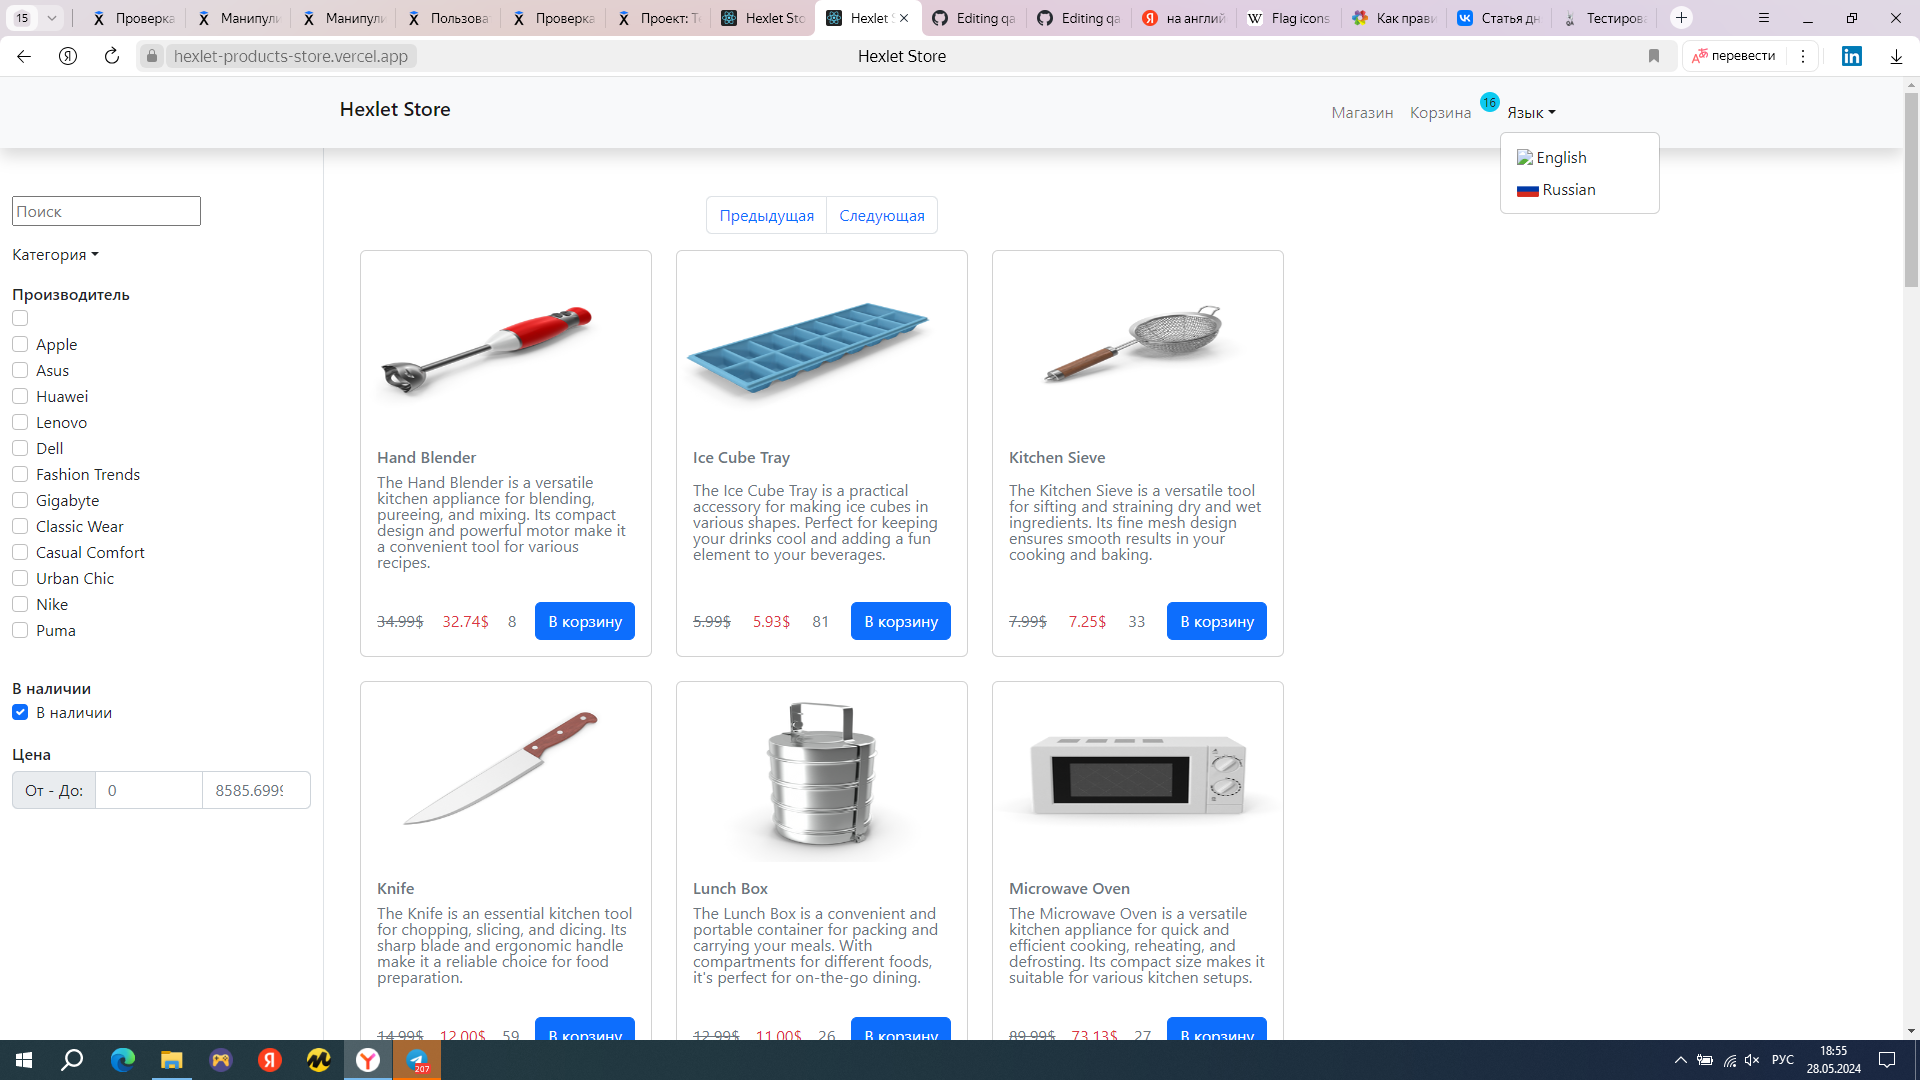 15
Проверка
Манипули
Манипули
Пользова
Проверка
Проект: Те
Hexlet Sto
Hexlet S
Editing qa
Editing qa
на англий
Flag icons
Как прави
Статья дн
Тестирова
hexlet-products-store.vercel.app
Hexlet Store
перевести
Hexlet Store
Магазин
Корзина
16
Язык
English
Russian
Поиск
Категория
Производитель
Apple
Asus
Huawei
Lenovo
Dell
Fashion Trends
Gigabyte
Classic Wear
Casual Comfort
Urban Chic
Nike
Puma
В наличии
В наличии
Цена
От - До:
0
8585.699
Предыдущая
Следующая
Hand Blender
The Hand Blender is a versatile
kitchen appliance for blending,
pureeing, and mixing. Its compact
design and powerful motor make it
a convenient tool for various
recipes.
34.99$ 32.74$ 8 В корзину
Ice Cube Tray
The Ice Cube Tray is a practical
accessory for making ice cubes in
various shapes. Perfect for keeping
your drinks cool and adding a fun
element to your beverages.
5.99$ 5.93$ 81 В корзину
Kitchen Sieve
The Kitchen Sieve is a versatile tool
for sifting and straining dry and wet
ingredients. Its fine mesh design
ensures smooth results in your
cooking and baking.
7.99$ 7.25$ 33 В корзину
Knife
The Knife is an essential kitchen tool
for chopping, slicing, and dicing. Its
sharp blade and ergonomic handle
make it a reliable choice for food
preparation.
14.99$ 12.00$ 59 В корзину
Lunch Box
The Lunch Box is a convenient and
portable container for packing and
carrying your meals. With
compartments for different foods,
it's perfect for on-the-go dining.
12.99$ 11.00$ 26 В корзину
Microwave Oven
The Microwave Oven is a versatile
kitchen appliance for quick and
efficient cooking, reheating, and
defrosting. Its compact size makes it
suitable for various kitchen setups.
89.99$ 73.13$ 27 В корзину
207
РУС
18:55
28.05.2024